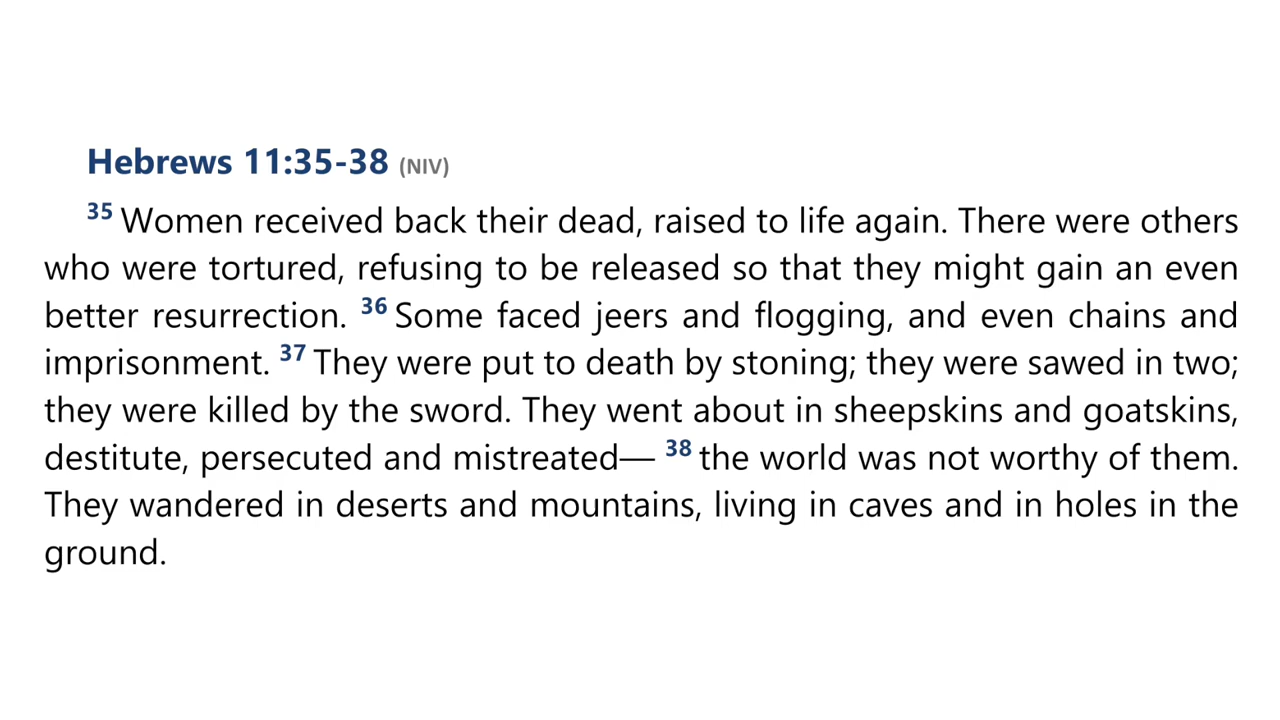 Hebrews 11:35-38 (NIV)
35 Women received back their dead, raised to life again. There were others
who were tortured, refusing to be released so that they might gain an even
better resurrection. 36 Some faced jeers and flogging, and even chains and
imprisonment. 37 They were put to death by stoning; they were sawed in two;
they were killed by the sword. They went about in sheepskins and goatskins,
destitute, persecuted and mistreated— 38 the world was not worthy of them.
They wandered in deserts and mountains, living in caves and in holes in the
ground.